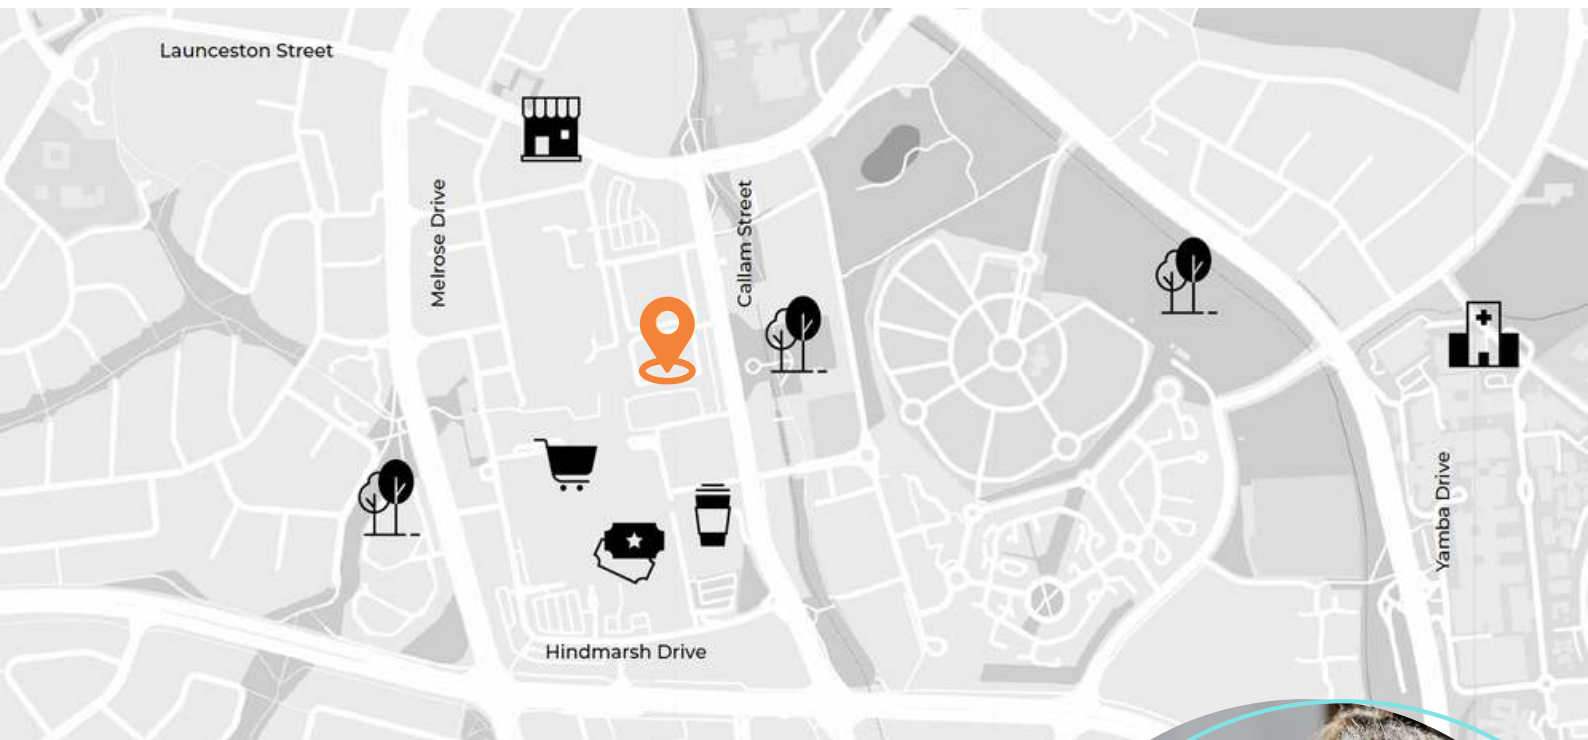 Launceston Street
Melrose Drive
Callam Street
Yamba Drive
Hindmarsh Drive